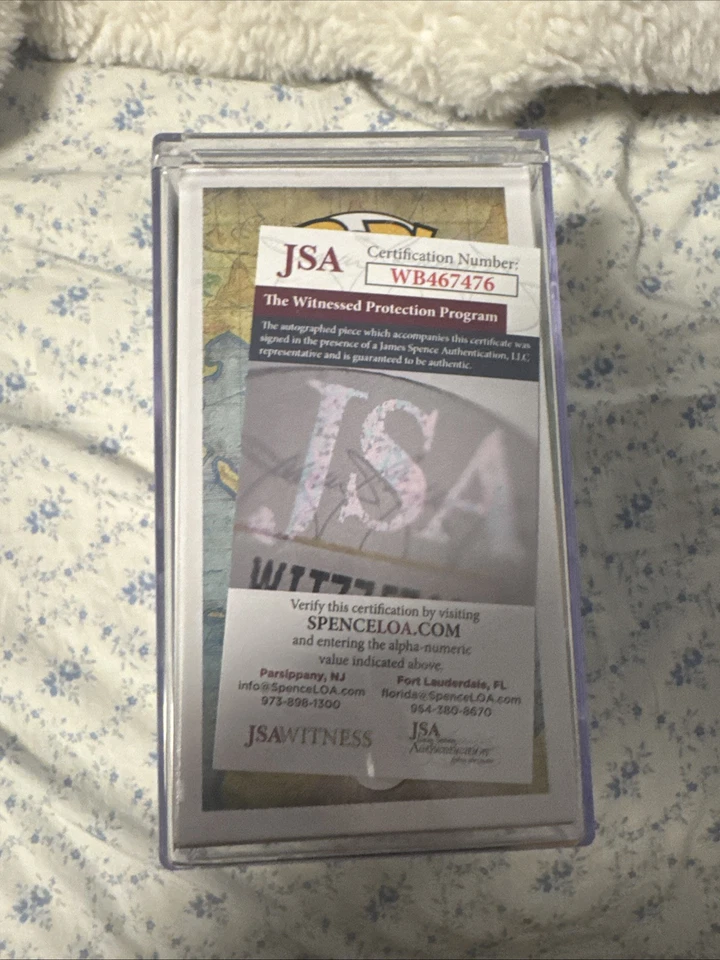 JSA
Certification Number:
WB467476
The Witnessed Protection Program
The autographed piece which accompanies this certificate was
signed in the presence of a James Spence Authentication, LLC
representative and is guaranteed to be authentic.
JSA
Verify this certification by visiting
SPENCELOA.COM
and entering the alpha-numeric
value indicated above.
Parsippany, NJ
info@SpenceLOA.com
973-898-1300
Fort Lauderdale, FL
florida@SpenceLOA.com
954-380-8670
JSAWITNESS
JSA
Authentication